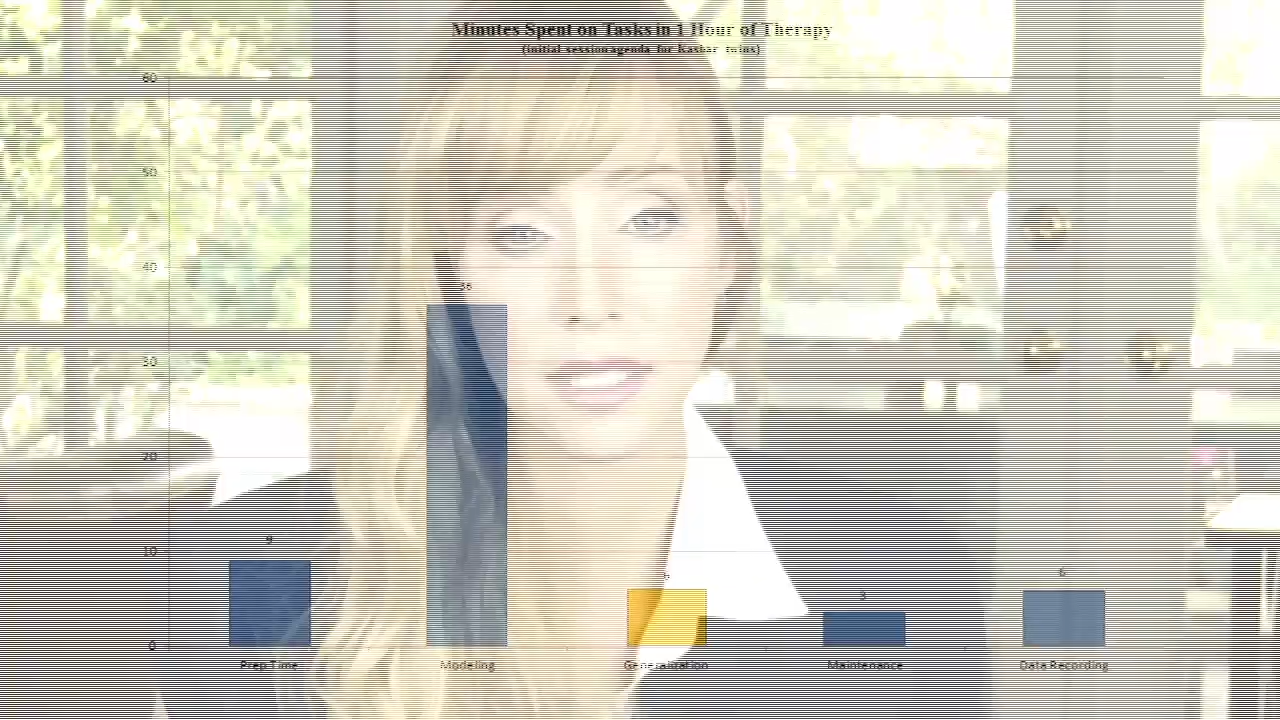 Minutes Spent on Tasks in 1 Hour of Therapy
(initial session agenda for Kashar twins)
60
50
40
30
20
10
0
9
36
6
3
6
Prep Time
Modeling
Generalization
Maintenance
Data Recording